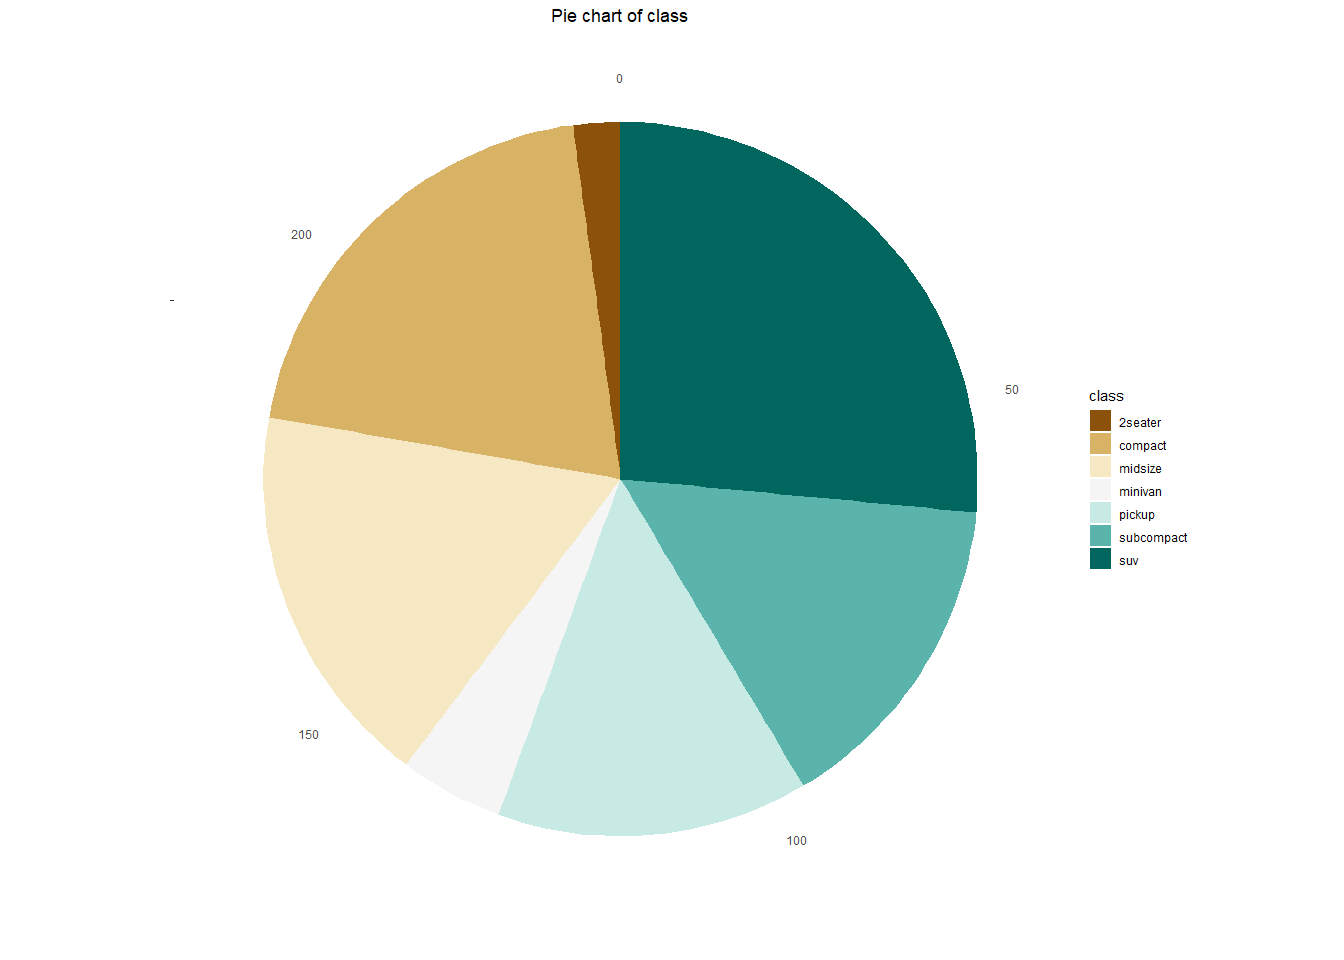 Pie chart of class
0
200
-
50
class
2seater
compact
midsize
minivan
pickup
subcompact
suv
150
100